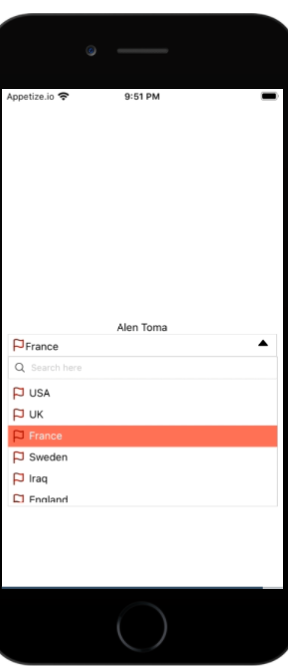 Appetize.io 9:51 PM
Alen Toma
France
Search here
USA
UK
France
Sweden
Iraq
England